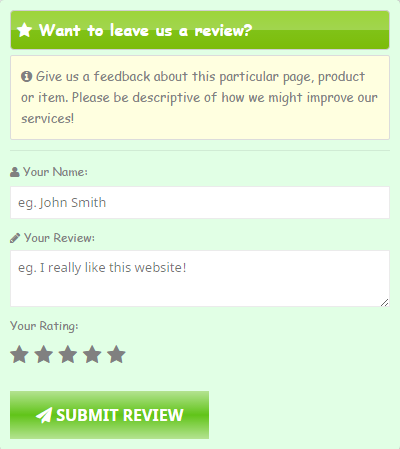 Want to leave us a review?
Give us a feedback about this particular page, product
or item. Please be descriptive of how we might improve our
services!
Your Name:
eg. John Smith
Your Review:
eg. I really like this website!
Your Rating:
SUBMIT REVIEW